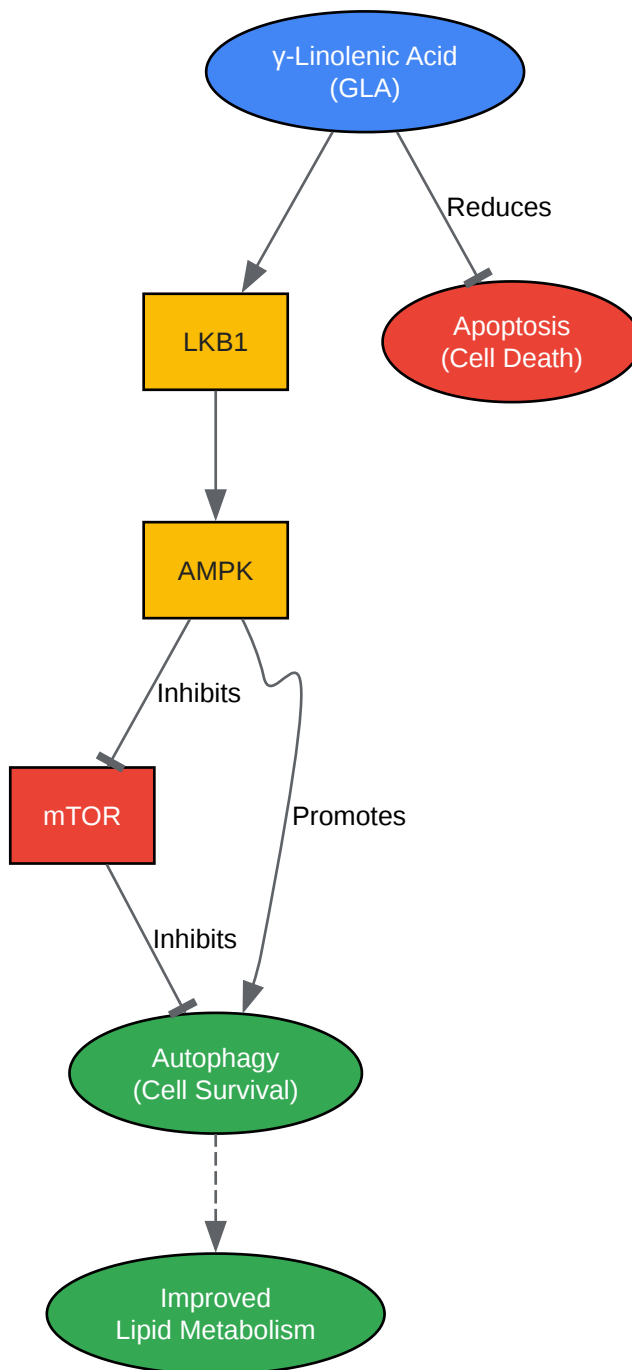 γ-Linolenic Acid
(GLA)
Reduces
LKB1
Apoptosis
(Cell Death)
AMPK
Inhibits
mTOR
Promotes
Inhibits
Autophagy
(Cell Survival)
Improved
Lipid Metabolism